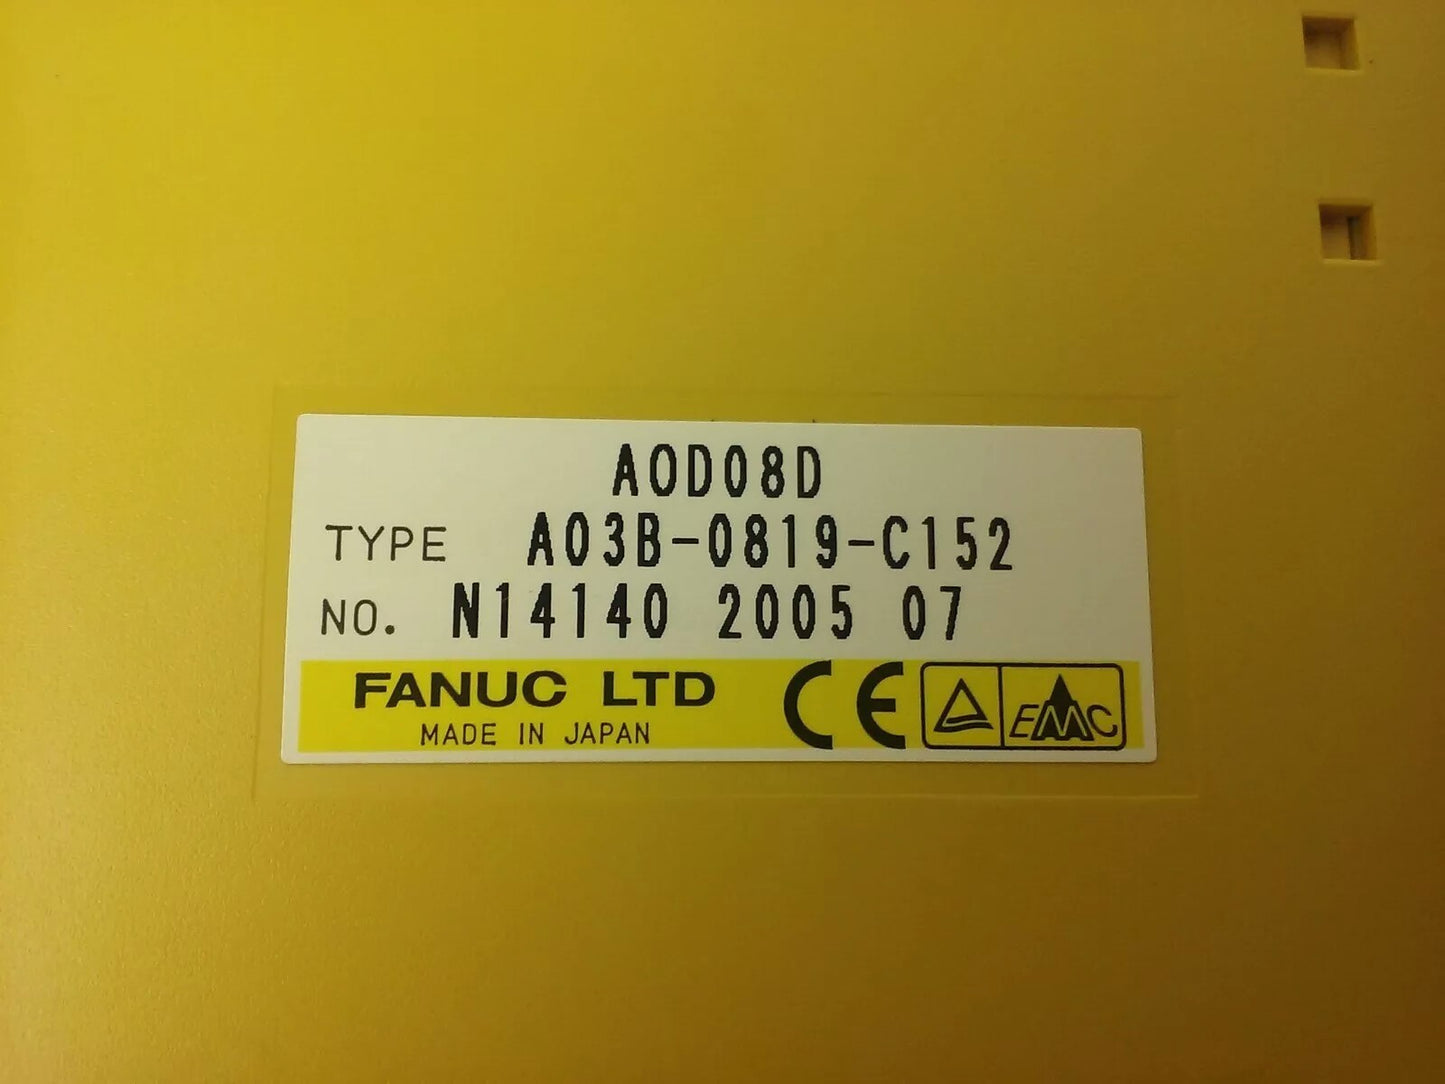 AOD08D
TYPE A03B-0819-C152
NO. N14140 2005 07
FANUC LTD
MADE IN JAPAN
CE
EMC